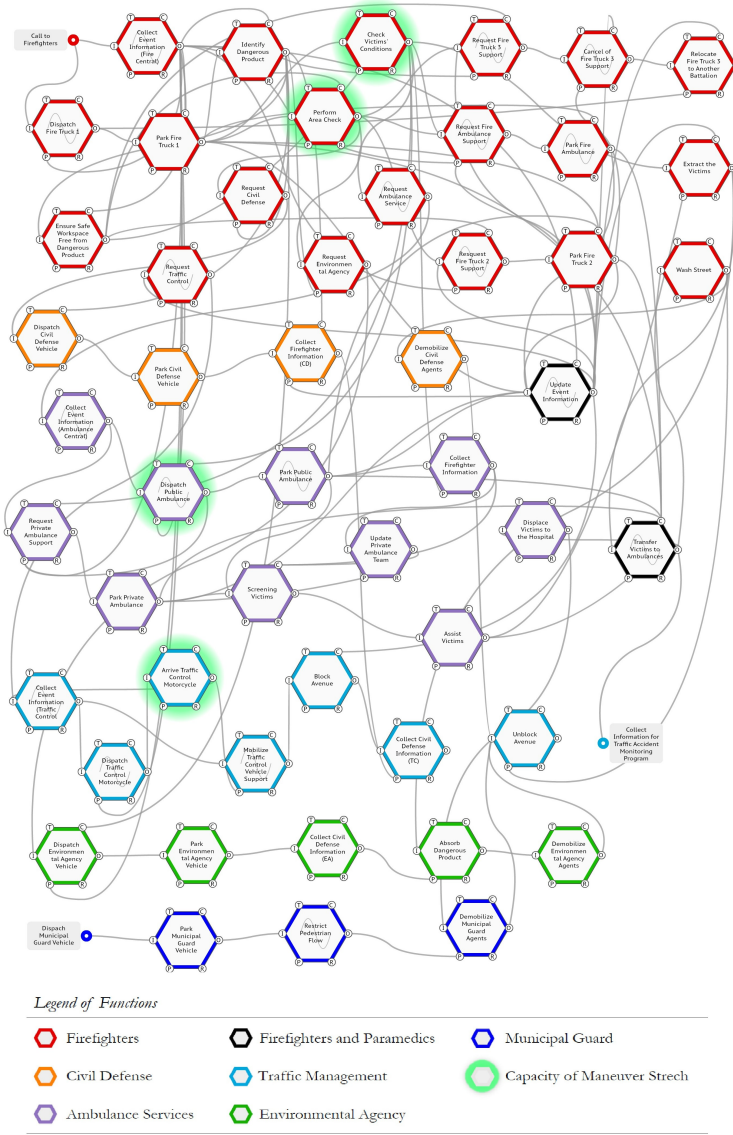 Call to
Firefighters
Collect
Event
Information
(Fire
Central)
Identify
Dangerous
Product
Check
Victims'
Conditions
Request Fire
Truck 3
Support
Cancel of
Fire Truck 3
Support
Relocate
Fire Truck 3
to Another
Battalion
Dispatch
Fire Truck 1
Park Fire
Truck 1
Perform
Area Check
Request Fire
Ambulance
Support
Park Fire
Ambulance
Extract the
Victims
Ensure Safe
Workspace
Free from
Dangerous
Product
Request
Civil
Defense
Request
Ambulance
Service
Request
Traffic
Control
Request
Environmen
tal Agency
Resquest
Fire Truck 2
Support
Park Fire
Truck 2
Wash Street
Dispatch
Civil
Defense
Vehicle
Park Civil
Defense
Vehicle
Collect
Firefighter
Information
(CD)
Demobilize
Civil
Defense
Agents
Update
Event
Information
Collect
Event
Information
(Ambulance
Central)
Dispatch
Public
Ambulance
Park Public
Ambulance
Collect
Firefighter
Information
Request
Private
Ambulance
Support
Update
Private
Ambulance
Team
Displace
Victims to
the Hospital
Transfer
Victims to
Ambulances
Park Private
Ambulance
Screening
Victims
Assist
Victims
Collect
Event
Information
(Traffic
Control
Arrive Traffic
Control
Motorcycle
Block
Avenue
Dispatch
Traffic
Control
Motorcycle
Mobilize
Traffic
Control
Vehicle
Support
Collect Civil
Defense
Information
(TC)
Unblock
Avenue
Collect
Information for
Traffic Accident
Monitoring
Program
Dispatch
Environmen
tal Agency
Vehicle
Park
Environmen
tal Agency
Vehicle
Collect Civil
Defense
Information
(EA)
Absorb
Dangerous
Product
Demobilize
Environmen
tal Agency
Agents
Dispach
Municipal
Guard Vehicle
Park
Municipal
Guard
Vehicle
Restrict
Pedestrian
Flow
Demobilize
Municipal
Guard
Agents
Legend of Functions
Firefighters
Firefighters and Paramedics
Municipal Guard
Civil Defense
Traffic Management
Capacity of Maneuver Strech
Ambulance Services
Environmental Agency